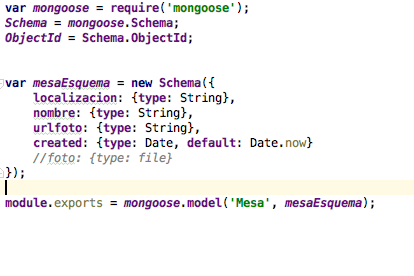 var mongoose = require('mongoose');
Schema = mongoose.Schema;
ObjectId = Schema.ObjectId;
var mesaEsquema = new Schema({
localizacion: {type: String},
nombre: {type: String},
urlfoto: {type: String},
created: {type: Date, default: Date.now}
//foto: {type: file}
});
module.exports = mongoose.model('Mesa', mesaEsquema);